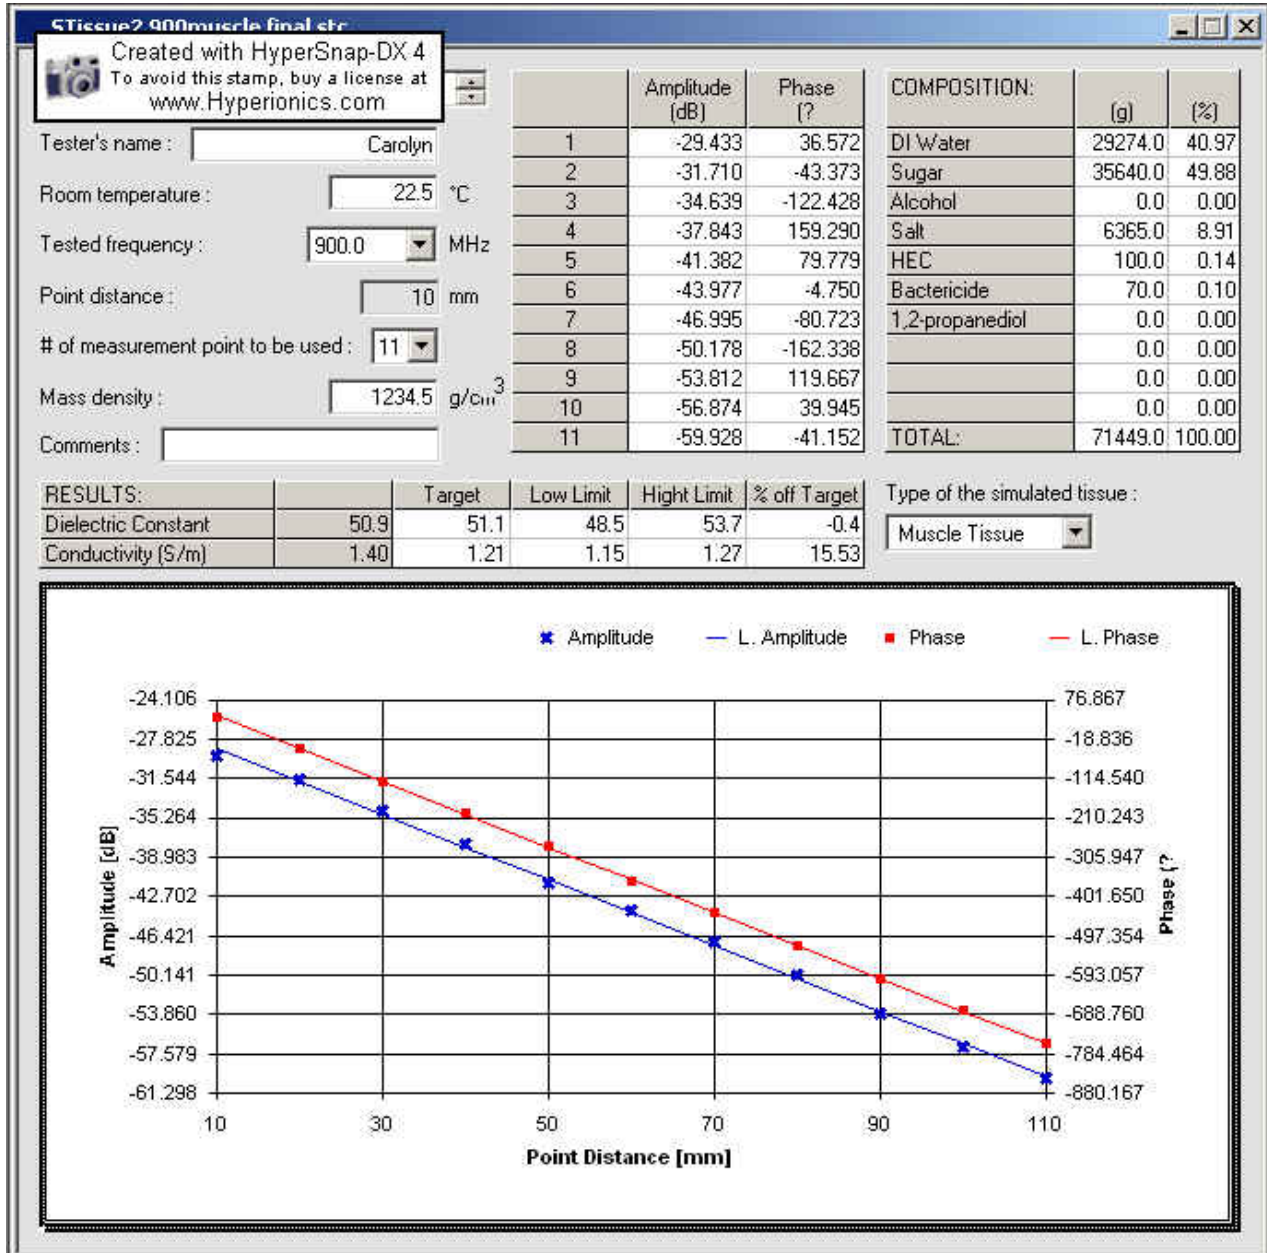 STissue2 900muscle final.stc
Created with HyperSnap-DX 4
To avoid this stamp, buy a license at
www.Hyperionics.com
Tester's name : Carolyn
Room temperature : 22.5 °C
Tested frequency : 900.0 MHz
Point distance : 10 mm
# of measurement point to be used : 11
Mass density : 1234.5 g/cm3
Comments :
Amplitude (dB) Phase (?
1 -29.433 36.572
2 -31.710 -43.373
3 -34.639 -122.428
4 -37.843 159.290
5 -41.382 79.779
6 -43.977 -4.750
7 -46.995 -80.723
8 -50.178 -162.338
9 -53.812 119.667
10 -56.874 39.945
11 -59.928 -41.152
COMPOSITION: (g) (%)
DI Water 29274.0 40.97
Sugar 35640.0 49.88
Alcohol 0.0 0.00
Salt 6365.0 8.91
HEC 100.0 0.14
Bactericide 70.0 0.10
1,2-propanediol 0.0 0.00
0.0 0.00
0.0 0.00
0.0 0.00
TOTAL: 71449.0 100.00
RESULTS: Target Low Limit Hight Limit % off Target
Dielectric Constant 50.9 51.1 48.5 53.7 -0.4
Conductivity (S/m) 1.40 1.21 1.15 1.27 15.53
Type of the simulated tissue :
Muscle Tissue
Amplitude L. Amplitude Phase L. Phase
-24.106 76.867
-27.825 -18.836
-31.544 -114.540
-35.264 -210.243
-38.983 -305.947
-42.702 -401.650
-46.421 -497.354
-50.141 -593.057
-53.860 -688.760
-57.579 -784.464
-61.298 -880.167
Amplitude [dB]
Phase (?
10 30 50 70 90 110
Point Distance [mm]